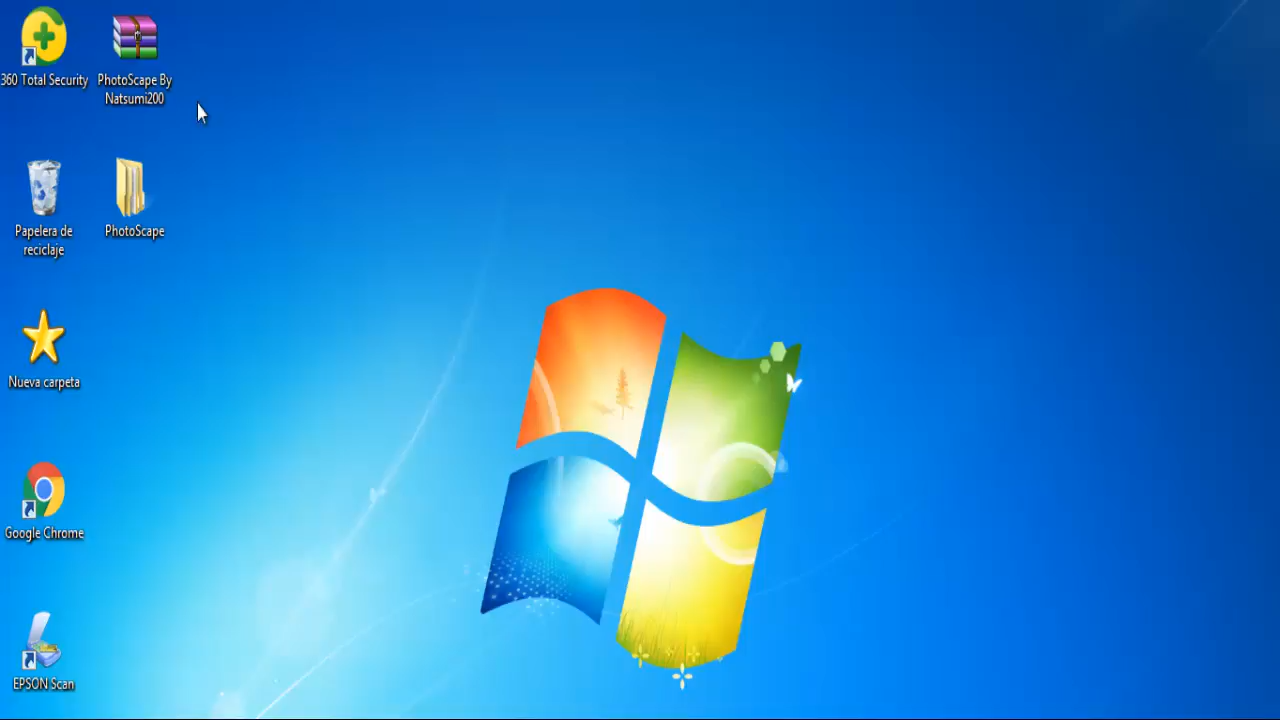 360 Total Security
PhotoScape By
Natsumi200
Papelera de
reciclaje
PhotoScape
Nueva carpeta
Google Chrome
EPSON Scan